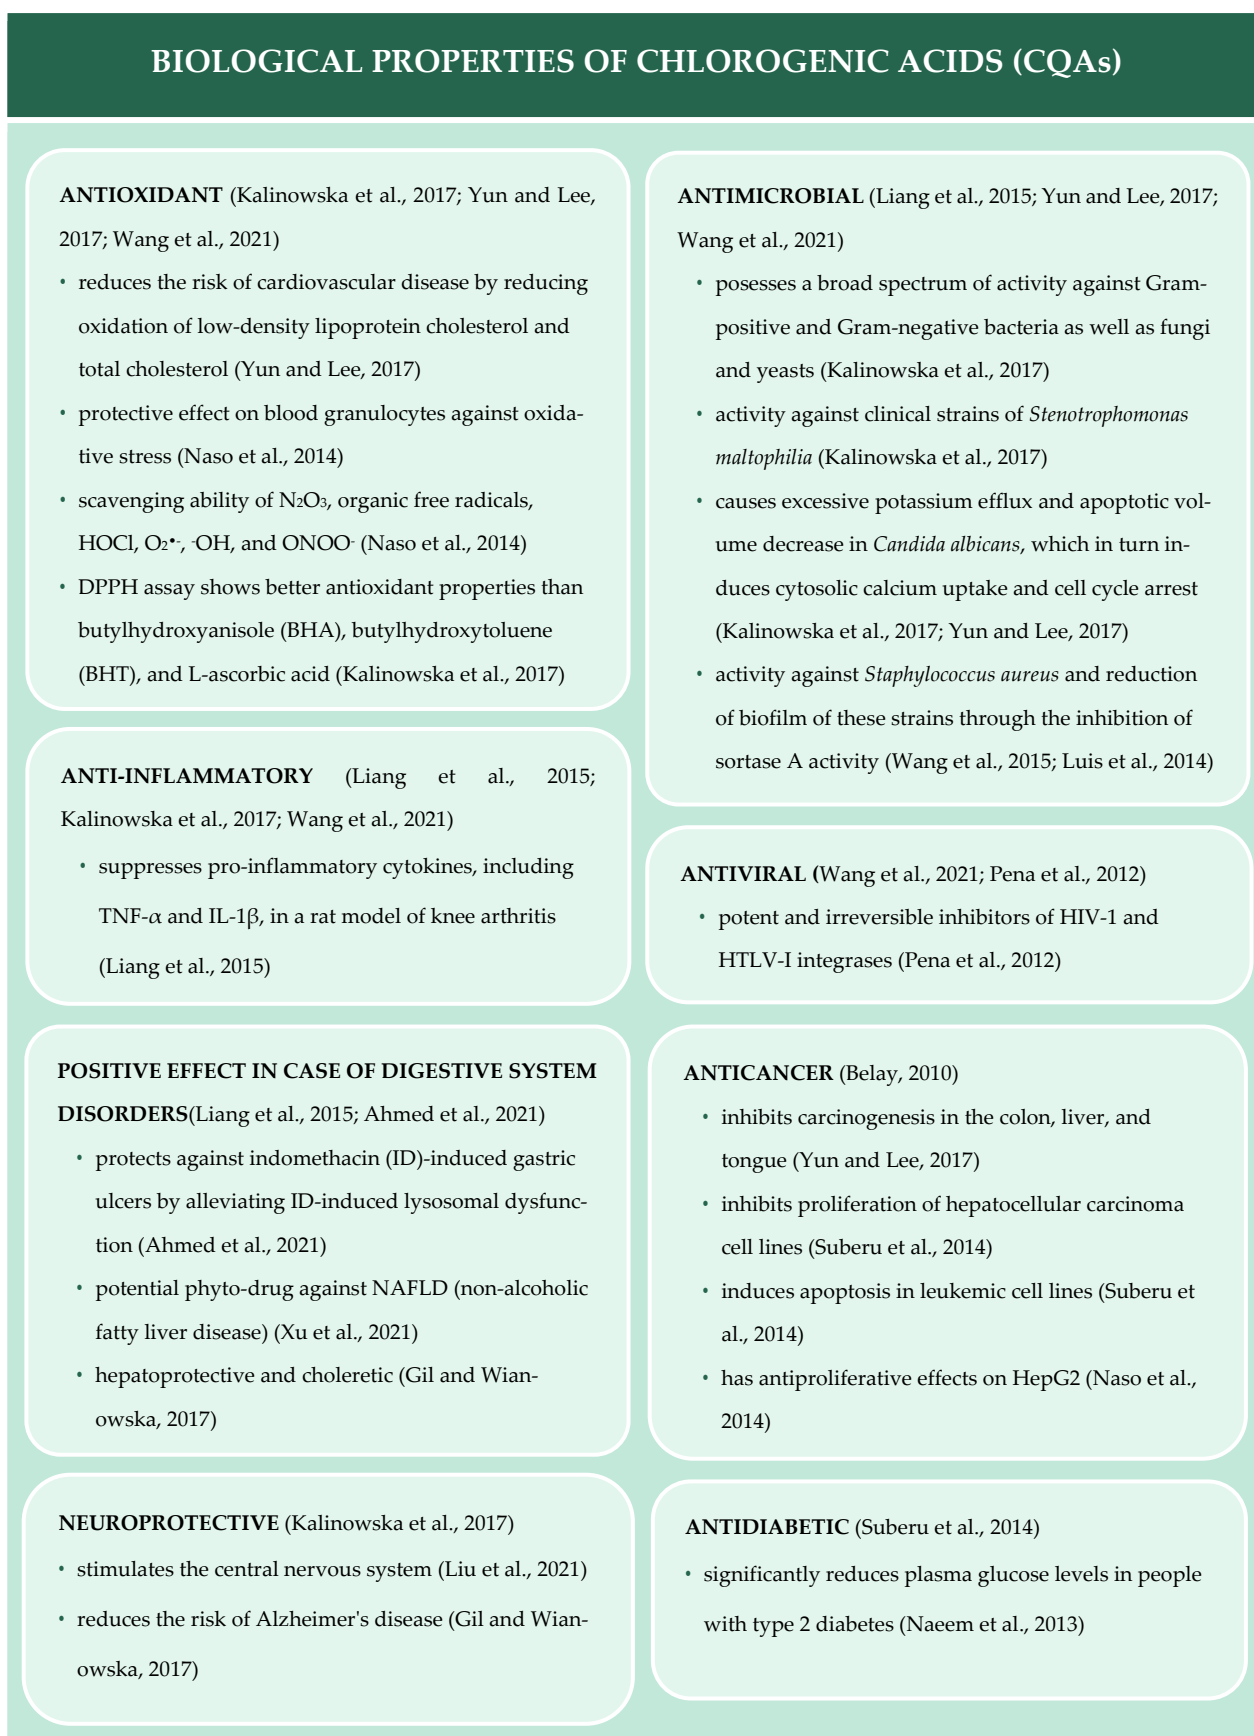 BIOLOGICAL PROPERTIES OF CHLOROGENIC ACIDS (CQAs)
ANTIOXIDANT (Kalinowska et al., 2017; Yun and Lee,
2017; Wang et al., 2021)
• reduces the risk of cardiovascular disease by reducing
oxidation of low-density lipoprotein cholesterol and
total cholesterol (Yun and Lee, 2017)
• protective effect on blood granulocytes against oxida-
tive stress (Naso et al., 2014)
• scavenging ability of N₂O₃, organic free radicals,
HOCl, O₂•⁻, ⁻OH, and ONOO⁻ (Naso et al., 2014)
• DPPH assay shows better antioxidant properties than
butylhydroxyanisole (BHA), butylhydroxytoluene
(BHT), and L-ascorbic acid (Kalinowska et al., 2017)
ANTI-INFLAMMATORY (Liang et al., 2015;
Kalinowska et al., 2017; Wang et al., 2021)
• suppresses pro-inflammatory cytokines, including
TNF-α and IL-1β, in a rat model of knee arthritis
(Liang et al., 2015)
POSITIVE EFFECT IN CASE OF DIGESTIVE SYSTEM
DISORDERS(Liang et al., 2015; Ahmed et al., 2021)
• protects against indomethacin (ID)-induced gastric
ulcers by alleviating ID-induced lysosomal dysfunc-
tion (Ahmed et al., 2021)
• potential phyto-drug against NAFLD (non-alcoholic
fatty liver disease) (Xu et al., 2021)
• hepatoprotective and choleretic (Gil and Wian-
owska, 2017)
NEUROPROTECTIVE (Kalinowska et al., 2017)
• stimulates the central nervous system (Liu et al., 2021)
• reduces the risk of Alzheimer's disease (Gil and Wian-
owska, 2017)
ANTIMICROBIAL (Liang et al., 2015; Yun and Lee, 2017;
Wang et al., 2021)
• posesses a broad spectrum of activity against Gram-
positive and Gram-negative bacteria as well as fungi
and yeasts (Kalinowska et al., 2017)
• activity against clinical strains of Stenotrophomonas
maltophilia (Kalinowska et al., 2017)
• causes excessive potassium efflux and apoptotic vol-
ume decrease in Candida albicans, which in turn in-
duces cytosolic calcium uptake and cell cycle arrest
(Kalinowska et al., 2017; Yun and Lee, 2017)
• activity against Staphylococcus aureus and reduction
of biofilm of these strains through the inhibition of
sortase A activity (Wang et al., 2015; Luis et al., 2014)
ANTIVIRAL (Wang et al., 2021; Pena et al., 2012)
• potent and irreversible inhibitors of HIV-1 and
HTLV-I integrases (Pena et al., 2012)
ANTICANCER (Belay, 2010)
• inhibits carcinogenesis in the colon, liver, and
tongue (Yun and Lee, 2017)
• inhibits proliferation of hepatocellular carcinoma
cell lines (Suberu et al., 2014)
• induces apoptosis in leukemic cell lines (Suberu et
al., 2014)
• has antiproliferative effects on HepG2 (Naso et al.,
2014)
ANTIDIABETIC (Suberu et al., 2014)
• significantly reduces plasma glucose levels in people
with type 2 diabetes (Naeem et al., 2013)